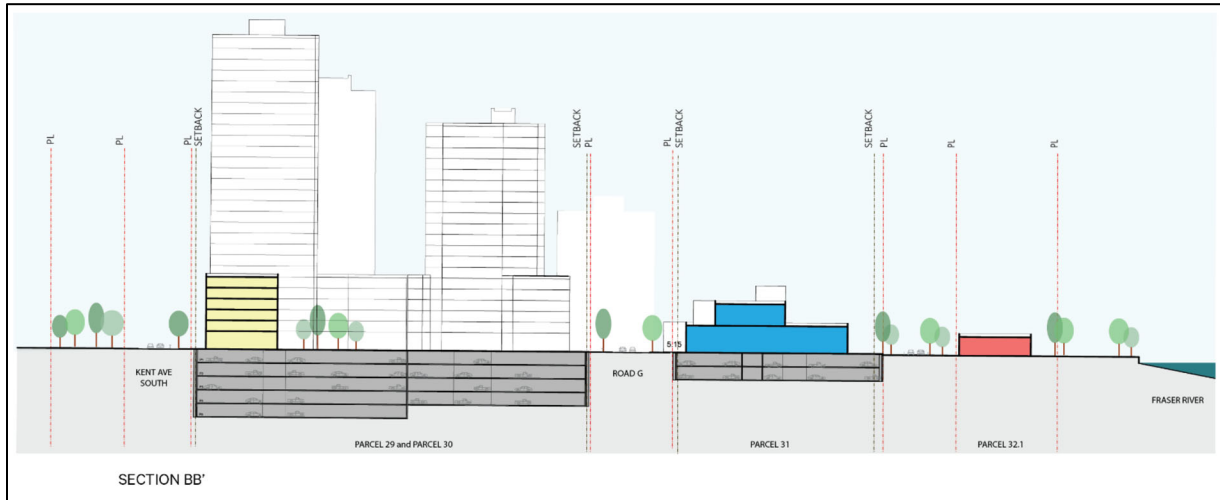 PL
PL
PL
SETBACK
SETBACK
PL
PL
SETBACK
SETBACK
PL
PL
PL
5:15
KENT AVE
SOUTH
ROAD G
FRASER RIVER
PARCEL 29 and PARCEL 30
PARCEL 31
PARCEL 32.1
SECTION BB'